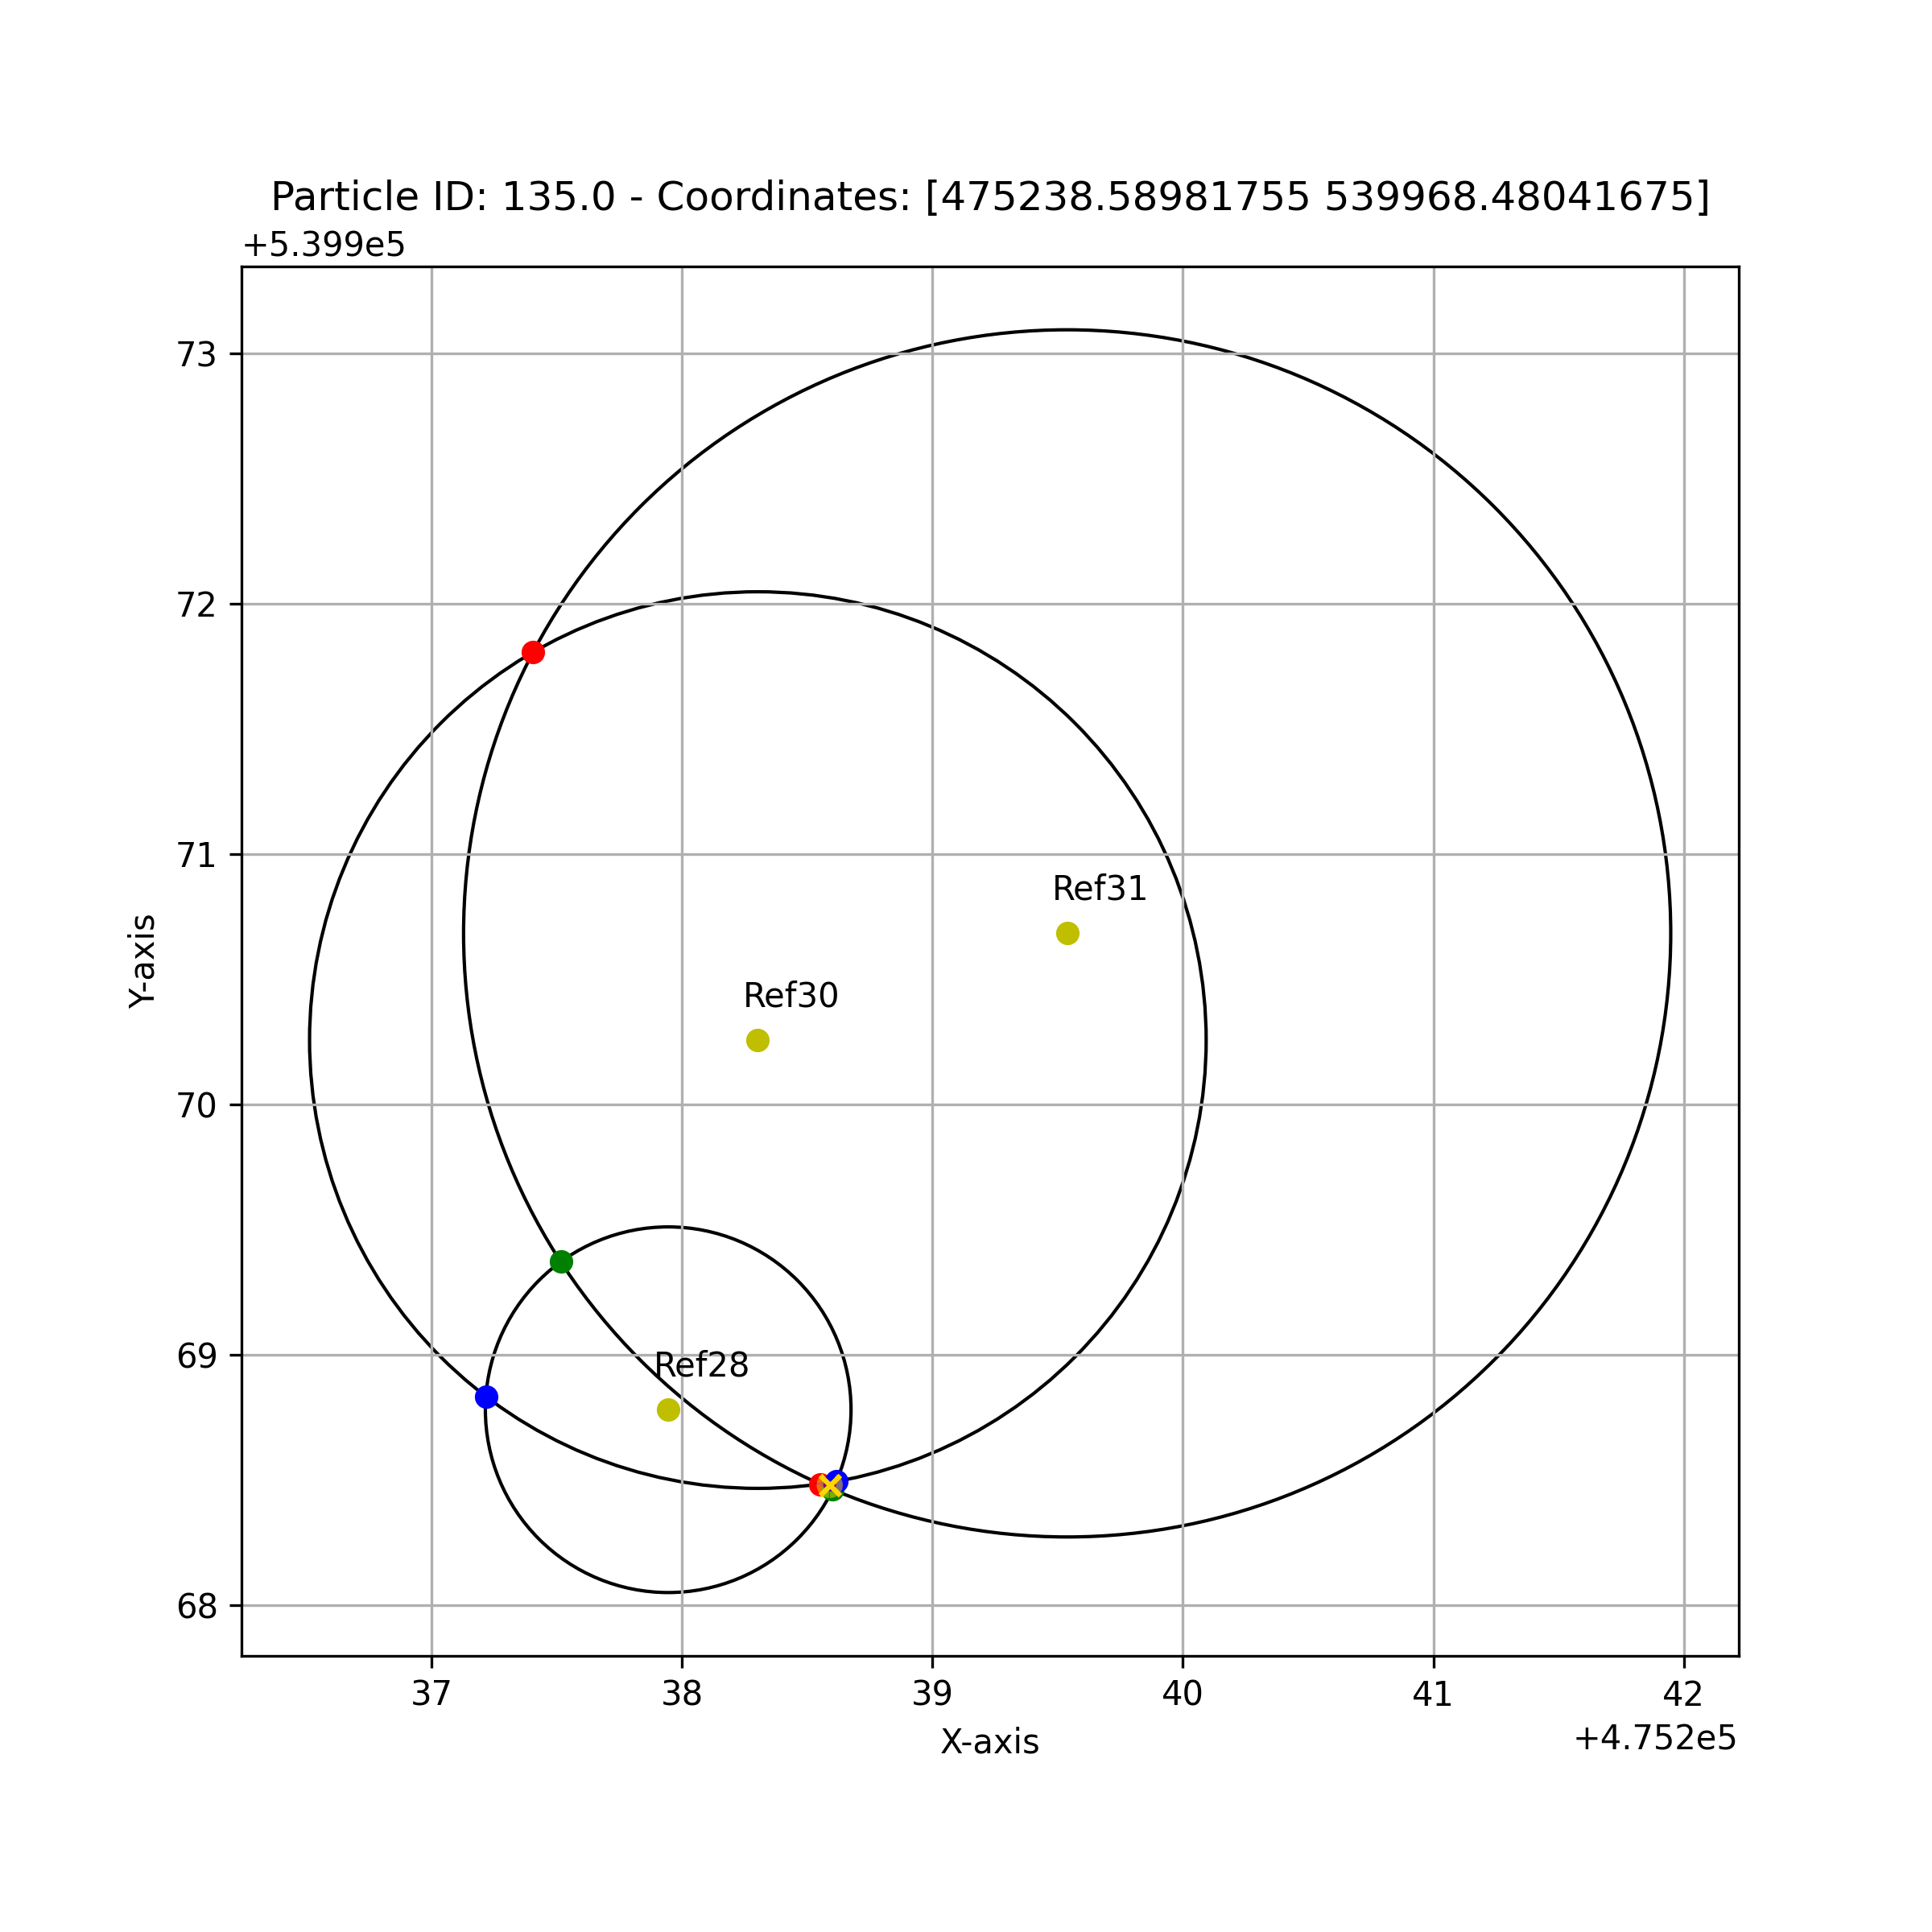 Particle ID: 135.0 - Coordinates: [475238.58981755 539968.48041675]
+5.399e5
73
72
71
70
69
68
Y-axis
Ref31
Ref30
Ref28
37 38 39 40 41 42
X-axis
+4.752e5